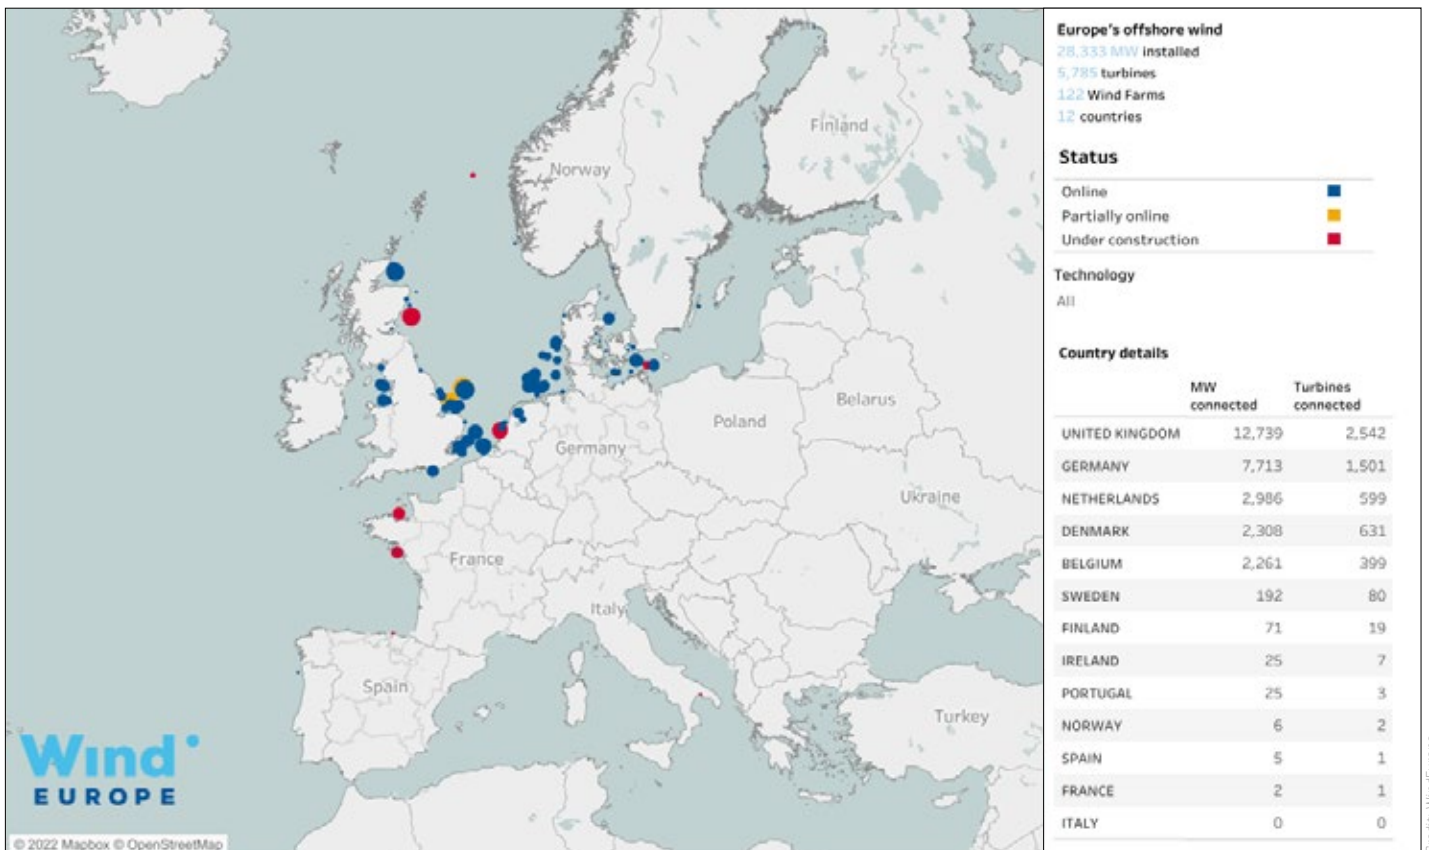 Finland
Norway
Belarus
Poland
Germany
Ukraine
France
Italy
Spain
Turkey
Wind
EUROPE
© 2022 Mapbox © OpenStreetMap
Europe's offshore wind
28,333 MW installed
5,785 turbines
122 Wind Farms
12 countries
Status
Online
Partially online
Under construction
Technology
All
Country details
MW connected Turbines connected
UNITED KINGDOM 12,739 2,542
GERMANY 7,713 1,501
NETHERLANDS 2,986 599
DENMARK 2,308 631
BELGIUM 2,261 399
SWEDEN 192 80
FINLAND 71 19
IRELAND 25 7
PORTUGAL 25 3
NORWAY 6 2
SPAIN 5 1
FRANCE 2 1
ITALY 0 0